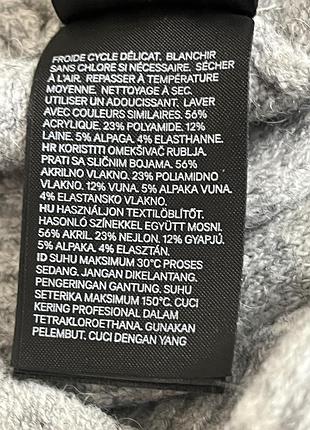 FROIDE CYCLE DÉLICAT. BLANCHIR
SANS CHLORE SI NÉCESSAIRE. SÉCHER
À L'AIR. REPASSER À TEMPÉRATURE
MOYENNE. NETTOYAGE À SEC.
UTILISER UN ADOUCISSANT. LAVER
AVEC COULEURS SIMILAIRES. 56%
ACRYLIQUE. 23% POLYAMIDE. 12%
LAINE. 5% ALPAGA. 4% ELASTHANNE.
HR KORISTITI OMEKŠIVAČ RUBLJA.
PRATI SA SLIČNIM BOJAMA. 56%
AKRILNO VLAKNO. 23% POLIAMIDNO
VLAKNO. 12% VUNA. 5% ALPAKA VUNA.
4% ELASTANSKO VLAKNO.
HU HASZNÁLJON TEXTILÖBLÍTŐT.
HASONLÓ SZÍNEKKEL EGYÜTT MOSNI.
56% AKRIL. 23% NEJLON. 12% GYAPJÚ.
5% ALPAKA. 4% ELASZTÁN.
ID SUHU MAKSIMUM 30°C PROSES
SEDANG. JANGAN DIKELANTANG.
PENGERINGAN GANTUNG. SUHU
SETERIKA MAKSIMUM 150°C. CUCI
KERING PROFESIONAL DALAM
TETRAKLOROETHANA. GUNAKAN
PELEMBUT. CUCI DENGAN YANG